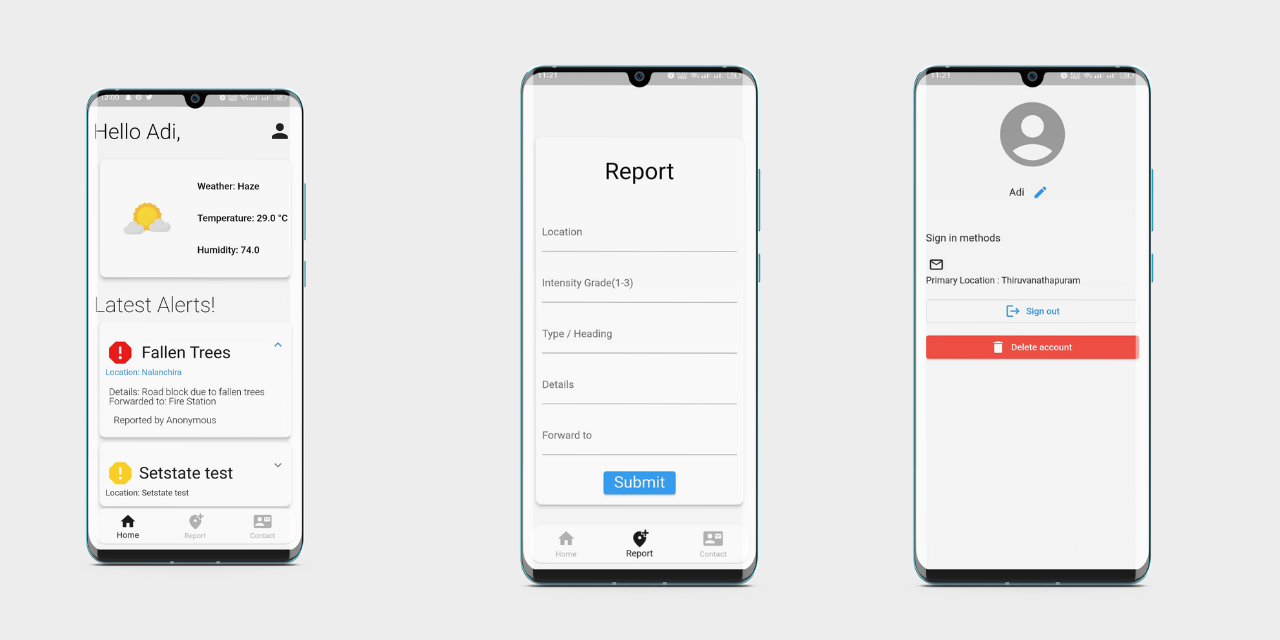 12:00
Hello Adi,
Weather: Haze
Temperature: 29.0 °C
Humidity: 74.0
Latest Alerts!
Fallen Trees
Location: Nalanchira
Details: Road block due to fallen trees
Forwarded to: Fire Station
Reported by Anonymous
Setstate test
Location: Setstate test
Home
Report
Contact
11:21
Report
Location
Intensity Grade(1-3)
Type / Heading
Details
Forward to
Submit
Home
Report
Contact
11:21
Adi
Sign in methods
Primary Location : Thiruvanathapuram
Sign out
Delete account